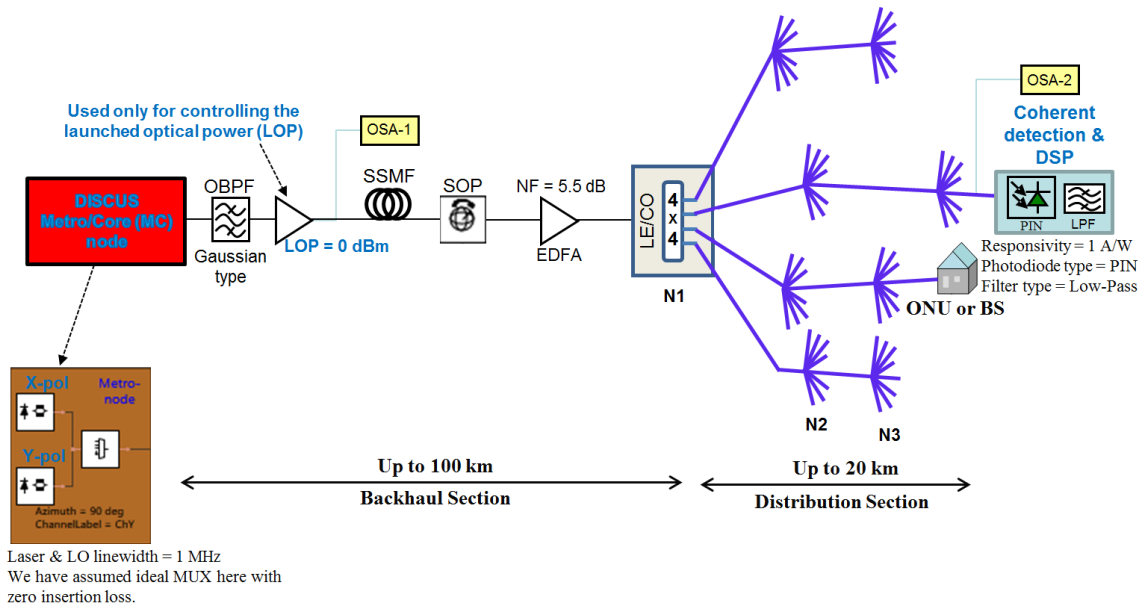 Used only for controlling the
launched optical power (LOP)
OSA-1
OSA-2
Coherent
detection &
DSP
DISCUS
Metro/Core (MC)
node
OBPF
Gaussian
type
LOP = 0 dBm
SSMF
SOP
NF = 5.5 dB
EDFA
LE/CO
4
x
4
N1
PIN
LPF
Responsivity = 1 A/W
Photodiode type = PIN
Filter type = Low-Pass
ONU or BS
N2
N3
X-pol
Metro-
node
Y-pol
Azimuth = 90 deg
ChannelLabel = ChY
Up to 100 km
Backhaul Section
Up to 20 km
Distribution Section
Laser & LO linewidth = 1 MHz
We have assumed ideal MUX here with
zero insertion loss.